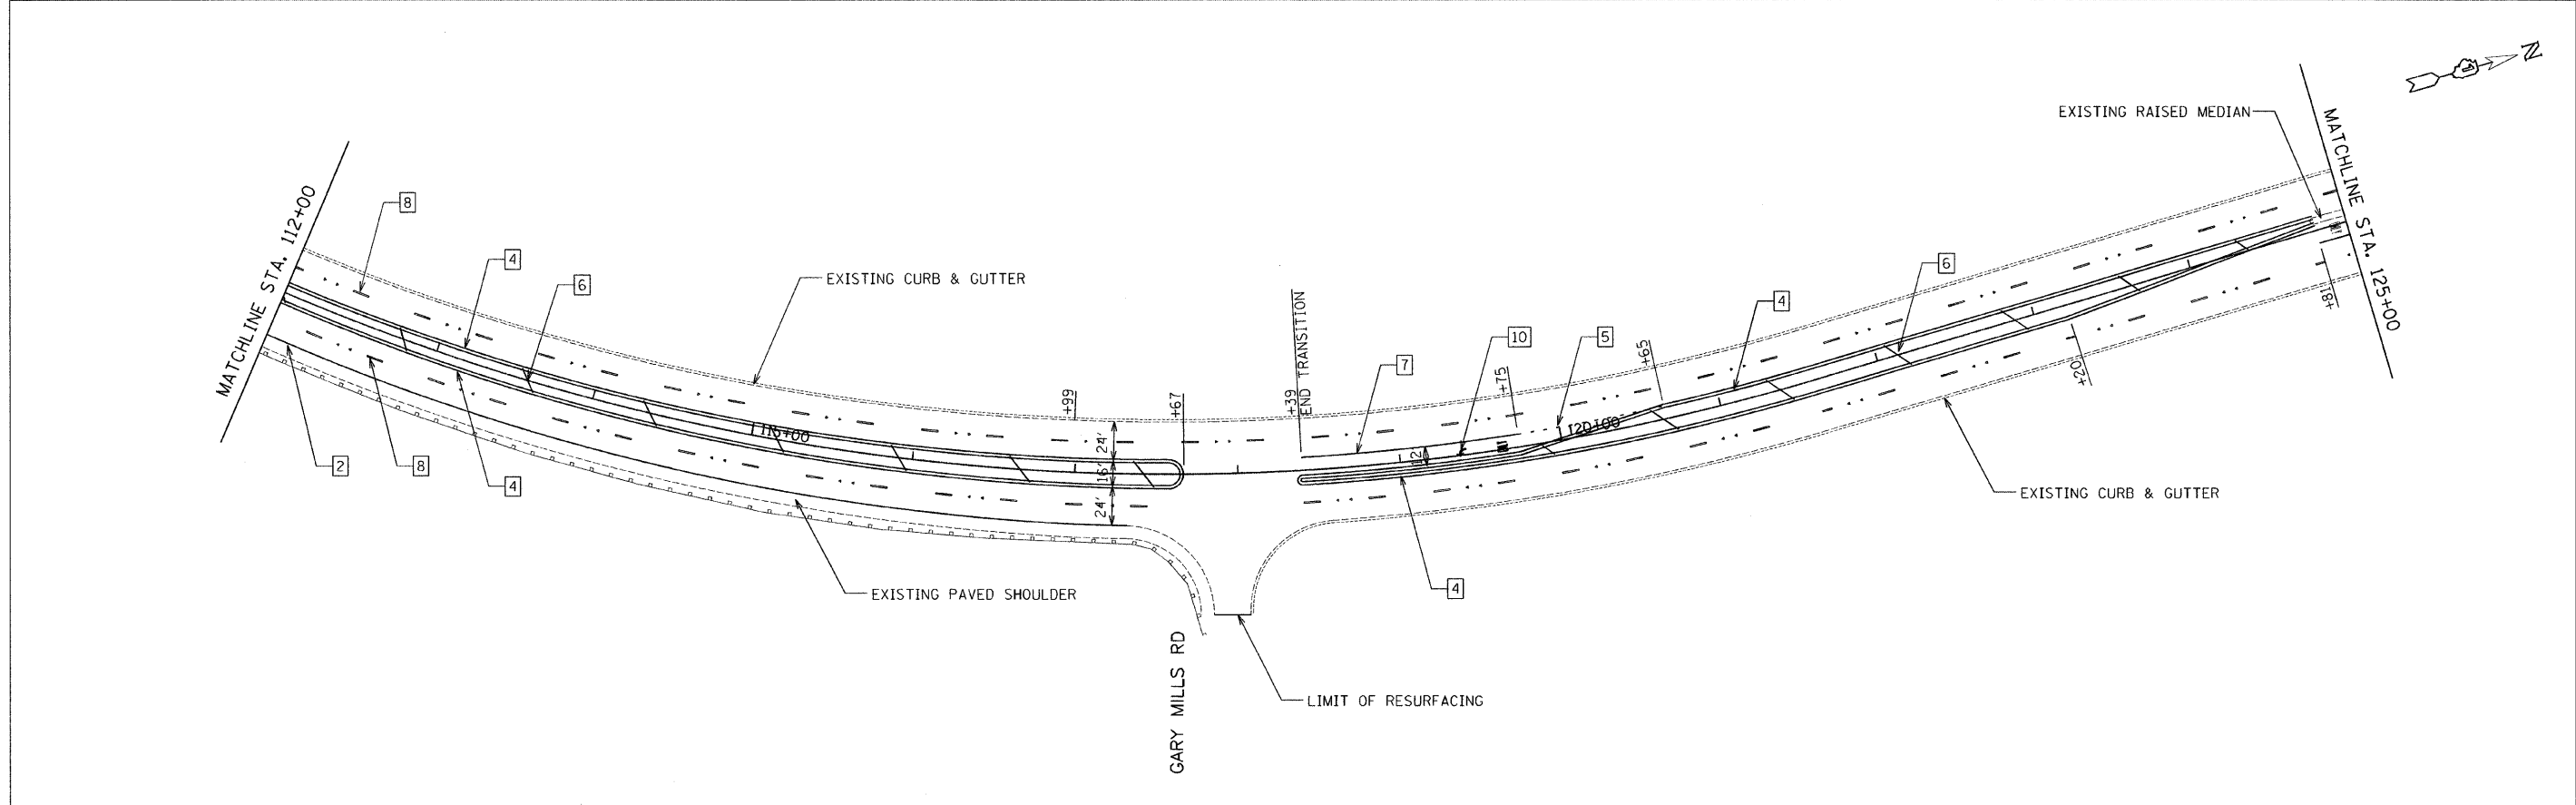 N
EXISTING RAISED MEDIAN
MATCHLINE STA. 112+00
MATCHLINE STA. 125+00
8
4
6
EXISTING CURB & GUTTER
6
4
+81
+20
END TRANSITION
+39
10
5
+65
7
+75
+99
+67
115+00
120+00
24'
16'
24'
12'
2
8
4
EXISTING CURB & GUTTER
4
EXISTING PAVED SHOULDER
GARY MILLS RD
LIMIT OF RESURFACING